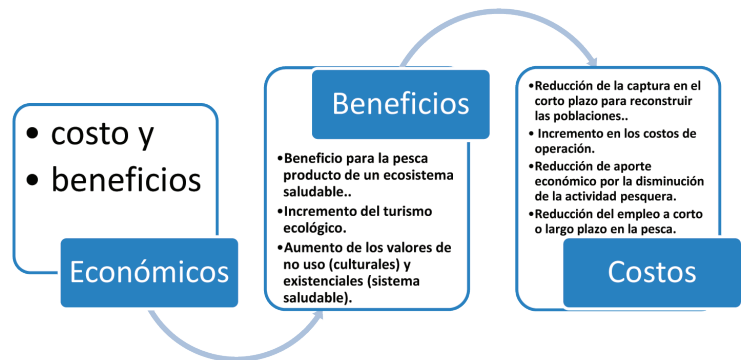 • costo y
• beneficios
Económicos
Beneficios
•Beneficio para la pesca
producto de un ecosistema
saludable..
•Incremento del turismo
ecológico.
•Aumento de los valores de
no uso (culturales) y
existenciales (sistema
saludable).
•Reducción de la captura en el
corto plazo para reconstruir
las poblaciones..
• Incremento en los costos de
operación.
•Reducción de aporte
económico por la disminución
de la actividad pesquera.
•Reducción del empleo a corto
o largo plazo en la pesca.
Costos